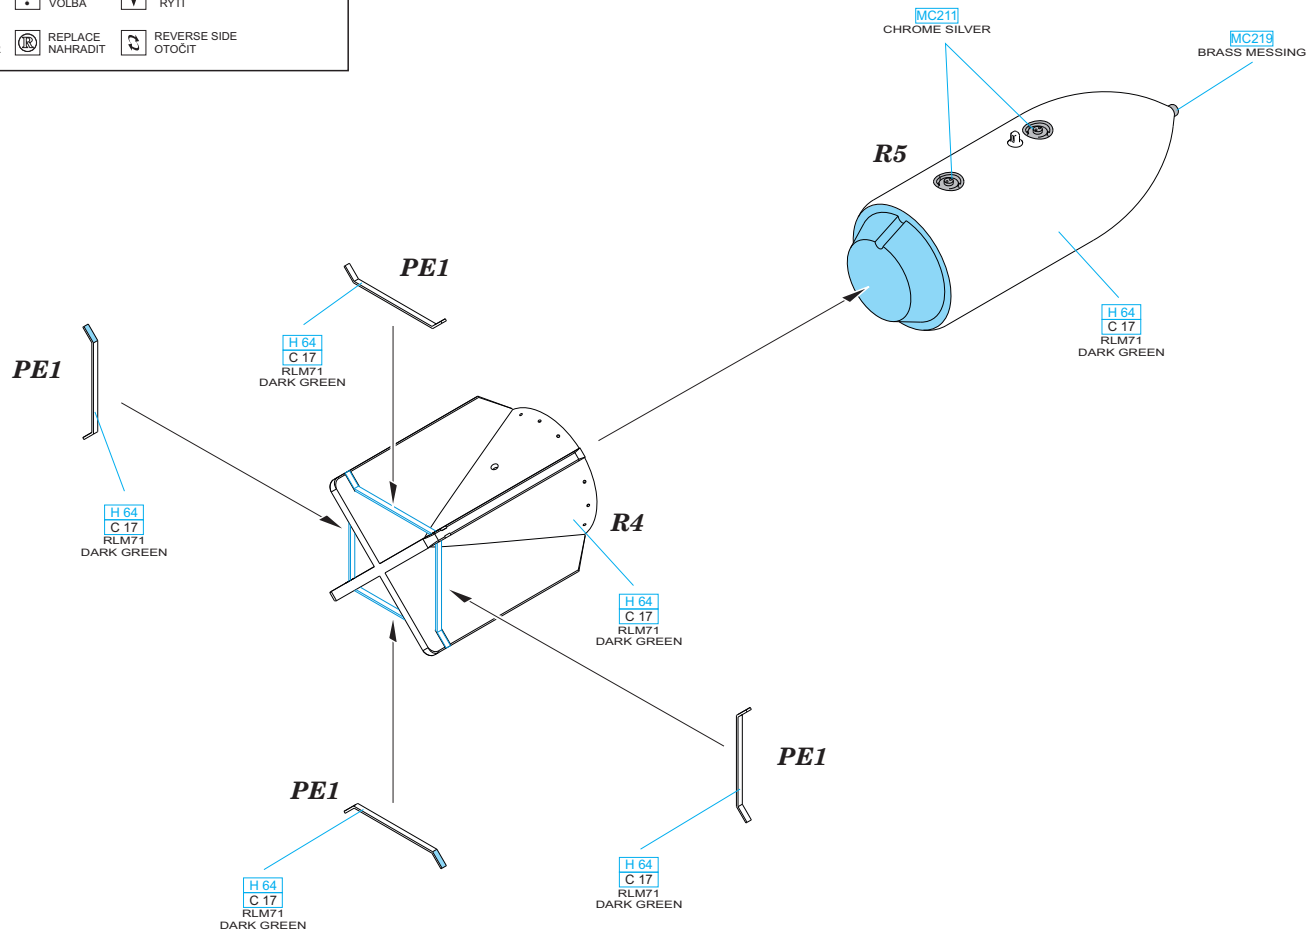 VOLBA
RYTÍ
REPLACE
NAHRADIT
REVERSE SIDE
OTOČIT
MC211
CHROME SILVER
MC219
BRASS MESSING
R5
PE1
H 64
C 17
RLM71
DARK GREEN
H 64
C 17
RLM71
DARK GREEN
PE1
H 64
C 17
RLM71
DARK GREEN
R4
H 64
C 17
RLM71
DARK GREEN
PE1
PE1
H 64
C 17
RLM71
DARK GREEN
H 64
C 17
RLM71
DARK GREEN